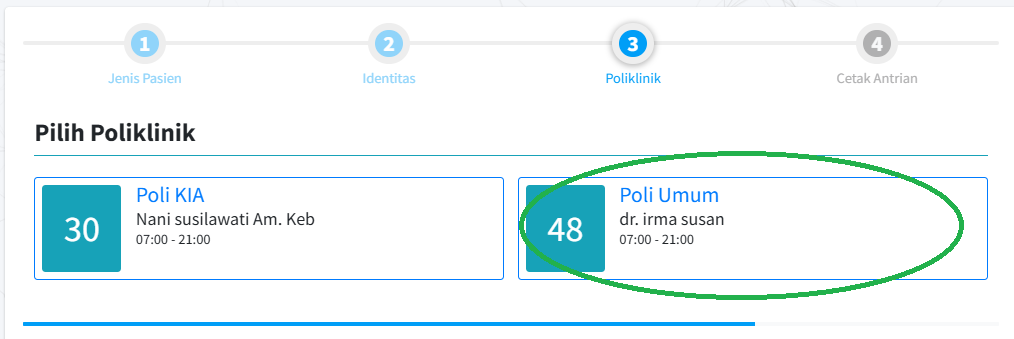 1 2 3 4
Jenis Pasien Identitas Poliklinik Cetak Antrian
Pilih Poliklinik
30
Poli KIA
Nani susilawati Am. Keb
07:00 - 21:00
48
Poli Umum
dr. irma susan
07:00 - 21:00